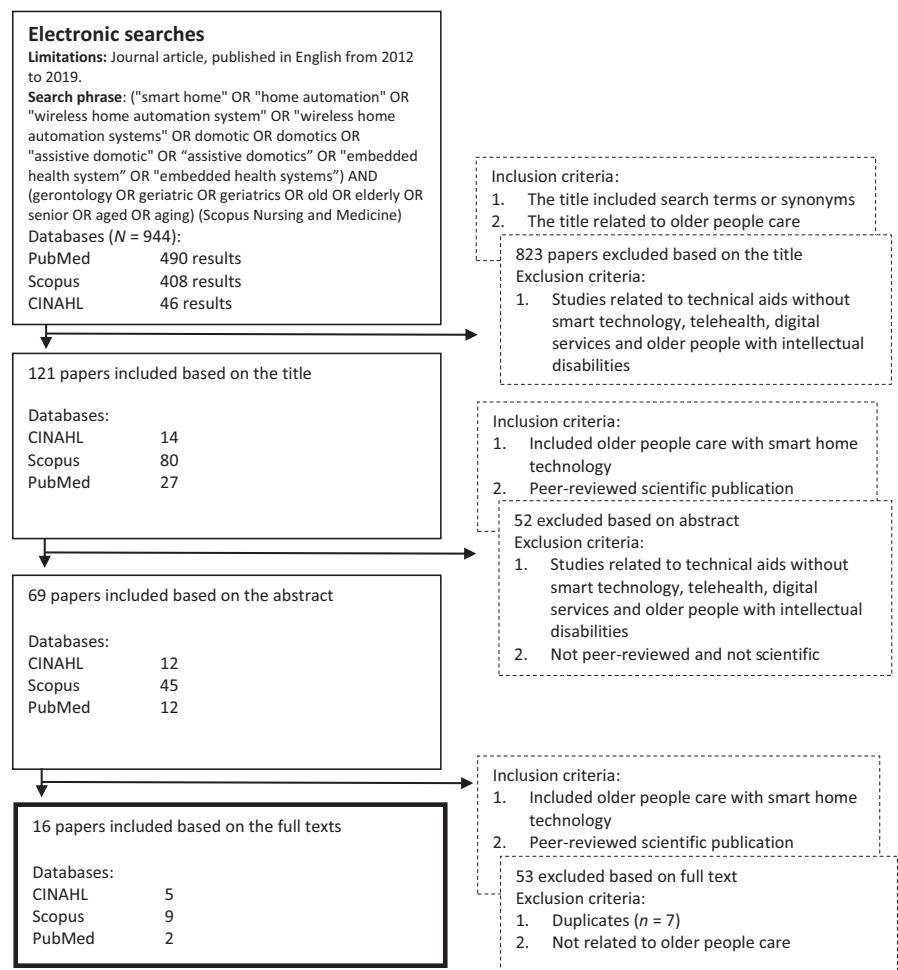 Electronic searches
Limitations: Journal article, published in English from 2012
to 2019.
Search phrase: ("smart home" OR "home automation" OR
"wireless home automation system" OR "wireless home
automation systems" OR domotic OR domotics OR
"assistive domotic" OR “assistive domotics” OR "embedded
health system” OR "embedded health systems”) AND
(gerontology OR geriatric OR geriatrics OR old OR elderly OR
senior OR aged OR aging) (Scopus Nursing and Medicine)
Databases (N = 944):
PubMed 490 results
Scopus 408 results
CINAHL 46 results
Inclusion criteria:
1. The title included search terms or synonyms
2. The title related to older people care
823 papers excluded based on the title
Exclusion criteria:
1. Studies related to technical aids without
smart technology, telehealth, digital
services and older people with intellectual
disabilities
121 papers included based on the title
Databases:
CINAHL 14
Scopus 80
PubMed 27
Inclusion criteria:
1. Included older people care with smart home
technology
2. Peer-reviewed scientific publication
52 excluded based on abstract
Exclusion criteria:
1. Studies related to technical aids without
smart technology, telehealth, digital
services and older people with intellectual
disabilities
2. Not peer-reviewed and not scientific
69 papers included based on the abstract
Databases:
CINAHL 12
Scopus 45
PubMed 12
Inclusion criteria:
1. Included older people care with smart home
technology
2. Peer-reviewed scientific publication
53 excluded based on full text
Exclusion criteria:
1. Duplicates (n = 7)
2. Not related to older people care
16 papers included based on the full texts
Databases:
CINAHL 5
Scopus 9
PubMed 2